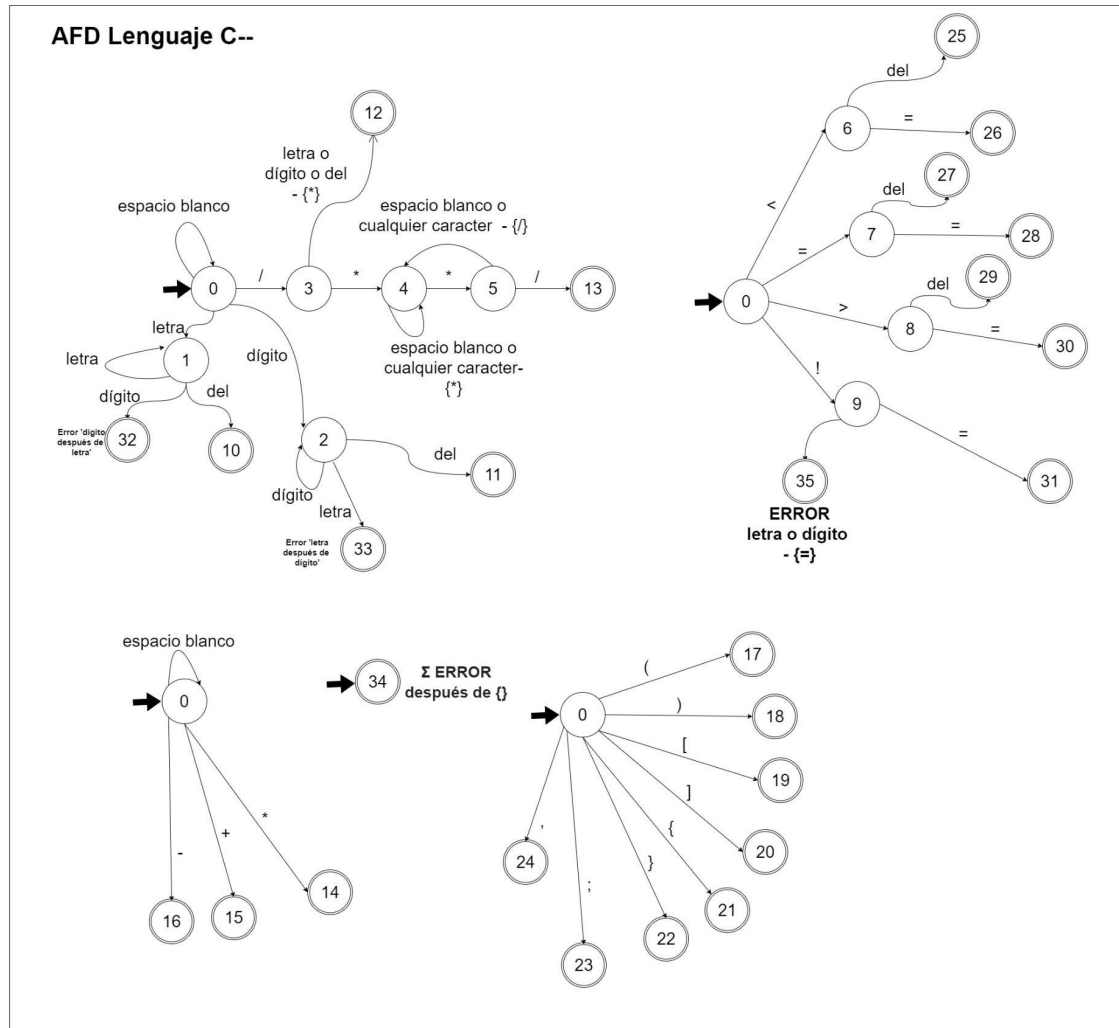 AFD Lenguaje C--
25
del
6
=
26
12
letra o
dígito o del
- {*}
<
del
27
7
=
28
=
espacio blanco
espacio blanco o
cualquier caracter - {/}
0
/
3
*
4
*
5
/
13
espacio blanco o
cualquier caracter-
{*}
0
>
del
29
8
=
30
!
9
=
31
35
ERROR
letra o dígito
- {=}
letra
letra
1
dígito
dígito
del
Error 'digito
después de
letra'
32
10
2
del
11
dígito
letra
Error 'letra
después de
dígito'
33
espacio blanco
0
-
+
*
16
15
14
34
Σ ERROR
después de {}
0
(
17
)
18
[
19
]
20
{
21
}
22
;
23
,
24